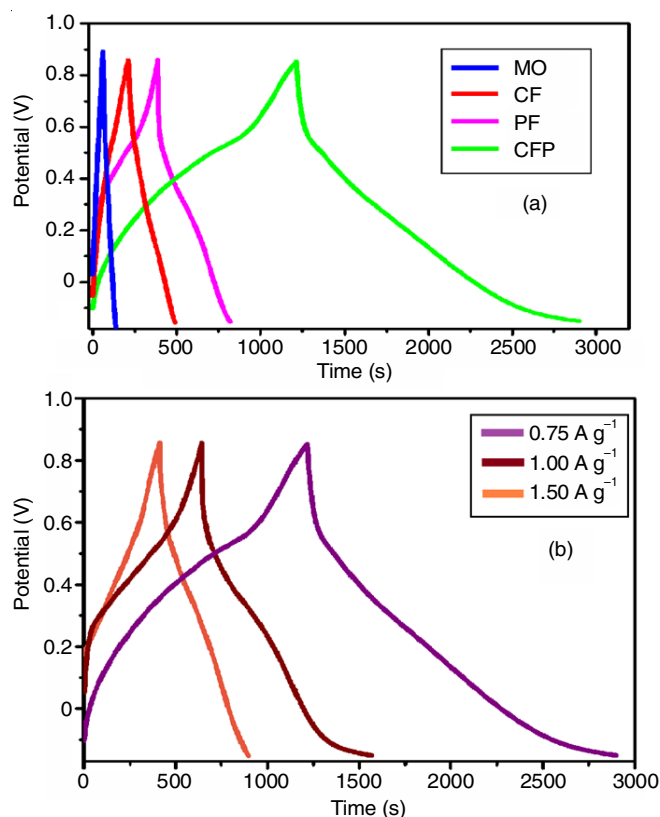 1.0
0.8
0.6
0.4
0.2
0
Potential (V)
MO
CF
PF
CFP
(a)
0 500 1000 1500 2000 2500 3000
Time (s)
1.0
0.8
0.6
0.4
0.2
0
Potential (V)
0.75 A g⁻¹
1.00 A g⁻¹
1.50 A g⁻¹
(b)
0 500 1000 1500 2000 2500 3000
Time (s)